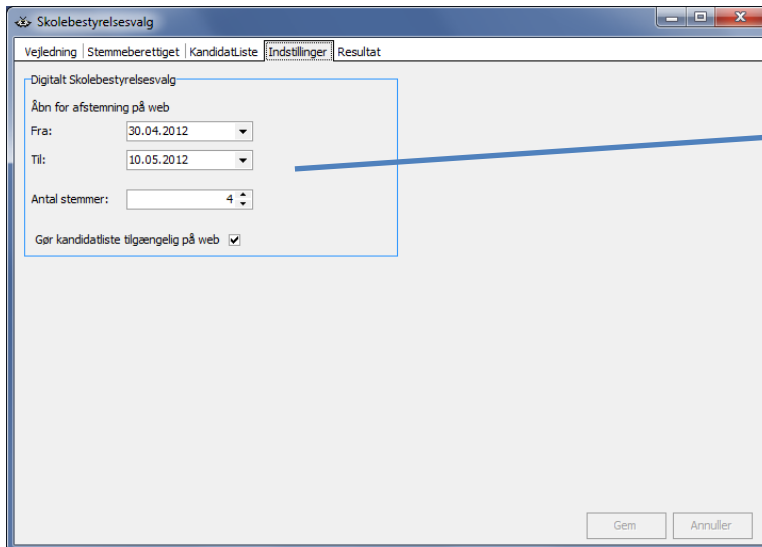 Skolebestyrelsesvalg
Vejledning Stemmeberettiget KandidatListe Indstillinger Resultat
Digitalt Skolebestyrelsesvalg
Åbn for afstemning på web
Fra: 30.04.2012
Til: 10.05.2012
Antal stemmer: 4
Gør kandidatliste tilgængelig på web
Gem Annuller